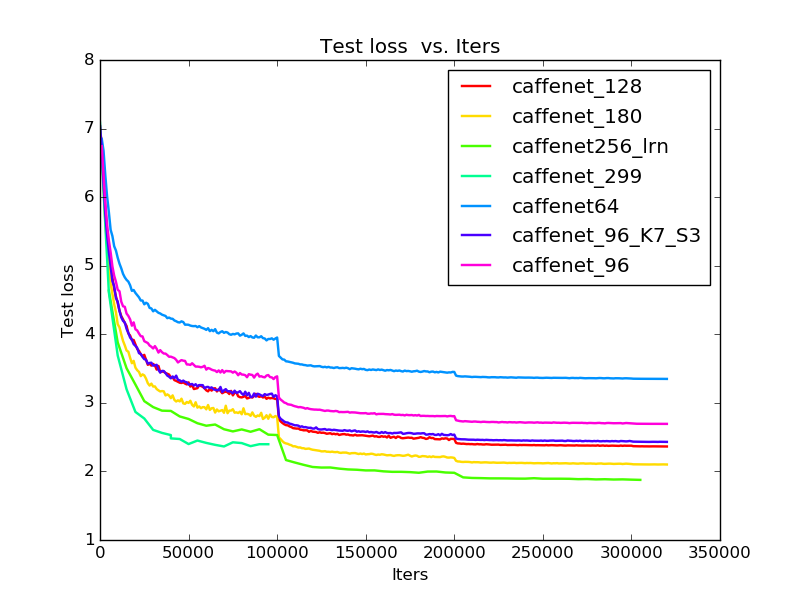 Test loss  vs. Iters
8
7
6
5
4
3
2
1
Test loss
caffenet_128
caffenet_180
caffenet256_lrn
caffenet_299
caffenet64
caffenet_96_K7_S3
caffenet_96
0 50000 100000 150000 200000 250000 300000 350000
Iters